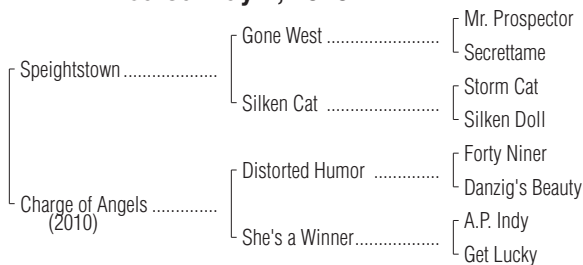 Gone West
Mr. Prospector
Secrettame
Speightstown
Silken Cat
Storm Cat
Silken Doll
Distorted Humor
Forty Niner
Danzig's Beauty
Charge of Angels
(2010)
She's a Winner
A.P. Indy
Get Lucky